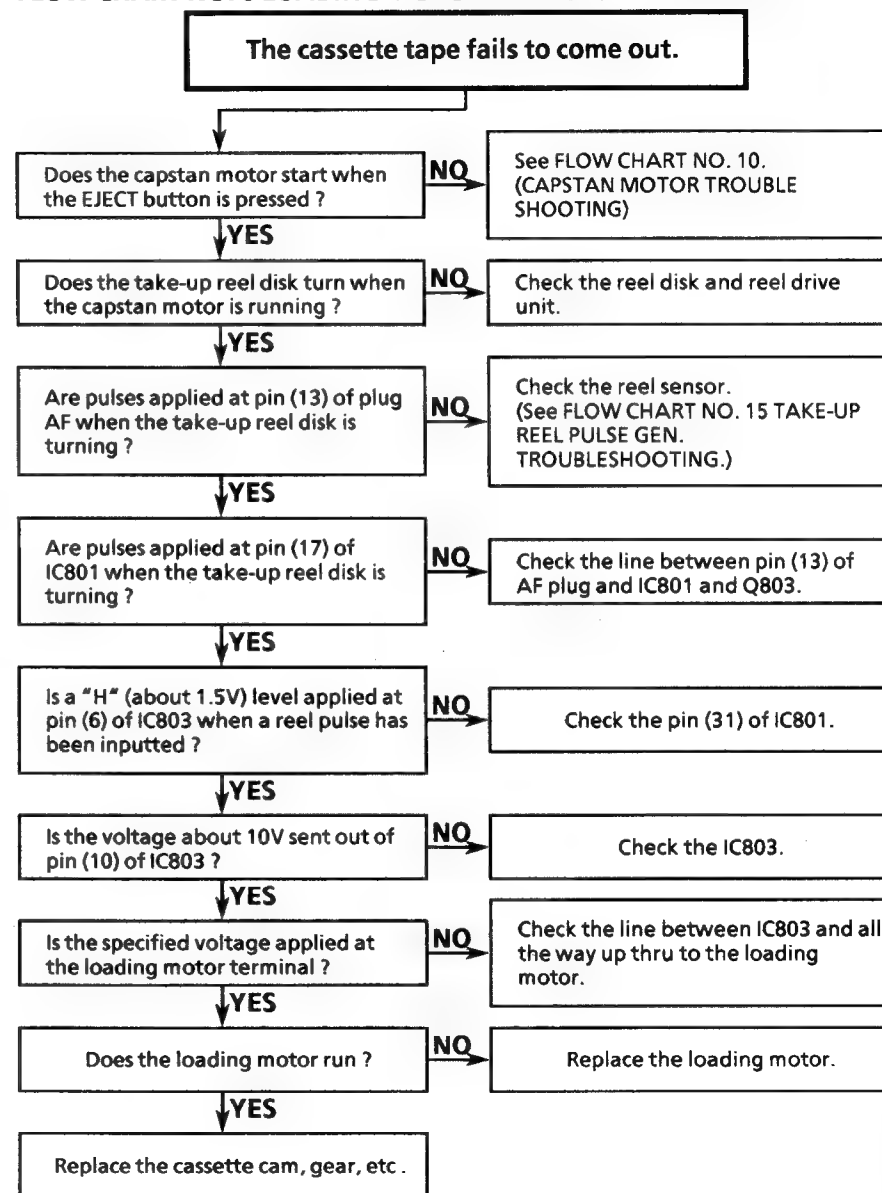 The cassette tape fails to come out.
Does the capstan motor start when
the EJECT button is pressed ?
NO
See FLOW CHART NO. 10.
(CAPSTAN MOTOR TROUBLE
SHOOTING)
YES
Does the take-up reel disk turn when
the capstan motor is running ?
NO
Check the reel disk and reel drive
unit.
YES
Are pulses applied at pin (13) of plug
AF when the take-up reel disk is
turning ?
NO
Check the reel sensor.
(See FLOW CHART NO. 15 TAKE-UP
REEL PULSE GEN.
TROUBLESHOOTING.)
YES
Are pulses applied at pin (17) of
IC801 when the take-up reel disk is
turning ?
NO
Check the line between pin (13) of
AF plug and IC801 and Q803.
YES
Is a "H" (about 1.5V) level applied at
pin (6) of IC803 when a reel pulse has
been inputted ?
NO
Check the pin (31) of IC801.
YES
Is the voltage about 10V sent out of
pin (10) of IC803 ?
NO
Check the IC803.
YES
Is the specified voltage applied at
the loading motor terminal ?
NO
Check the line between IC803 and all
the way up thru to the loading
motor.
YES
Does the loading motor run ?
NO
Replace the loading motor.
YES
Replace the cassette cam, gear, etc .